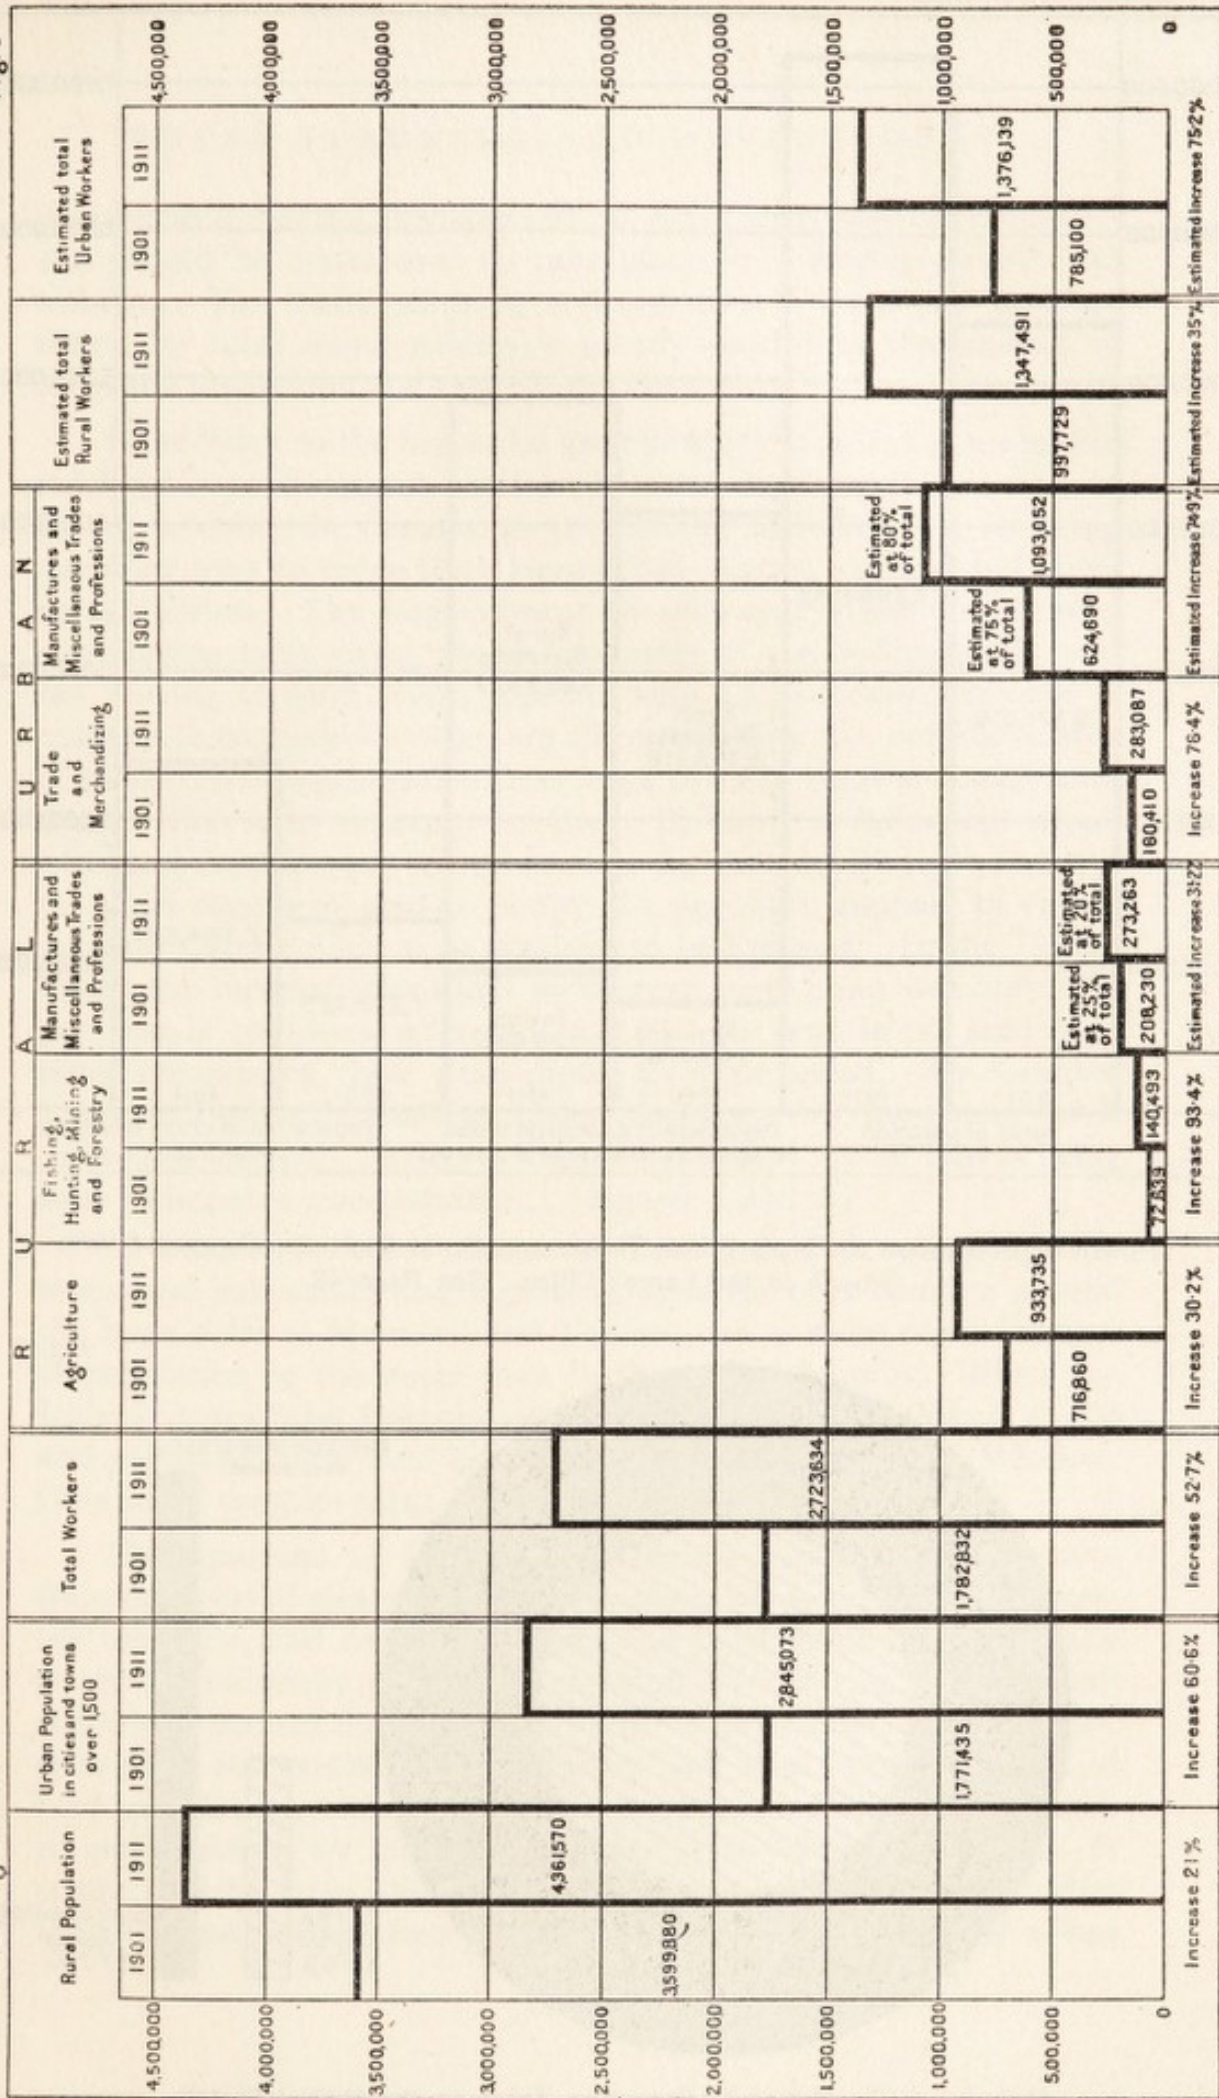 RURAL
URBAN
Rural Population
Urban Population
in cities and towns
over 1,500
Total Workers
Agriculture
Fishing,
Hunting, Mining
and Forestry
Manufactures and
Miscellaneous Trades
and Professions
Trade
and
Merchandizing
Manufactures and
Miscellaneous Trades
and Professions
Estimated total
Rural Workers
Estimated total
Urban Workers
1901 1911 1901 1911 1901 1911 1901 1911 1901 1911 1901 1911 1901 1911 1901 1911 1901 1911 1901 1911
4,500,000 4,500,000
4,000,000 4,000,000
3,500,000 3,500,000
3,000,000 3,000,000
2,500,000 2,500,000
2,000,000 2,000,000
1,500,000 1,500,000
1,000,000 1,000,000
5,00,000 500,000
0 0
3,599,880
4,361,570
1,771,435
2,845,073
1,782,832
2,723,634
716,860
933,735
72,639
140,493
Estimated
at 25%
of total
208,230
Estimated
at 20%
of total
273,263
160,410
283,087
Estimated
at 75%
of total
624,690
Estimated
at 80%
of total
1,093,052
997,729
1,347,491
785,100
1,376,139
Increase 21%
Increase 60·6%
Increase 52·7%
Increase 30·2%
Increase 93·4%
Estimated Increase 31·22
Increase 76·4%
Estimated Increase 74·9%
Estimated Increase 35%
Estimated Increase 75·2%